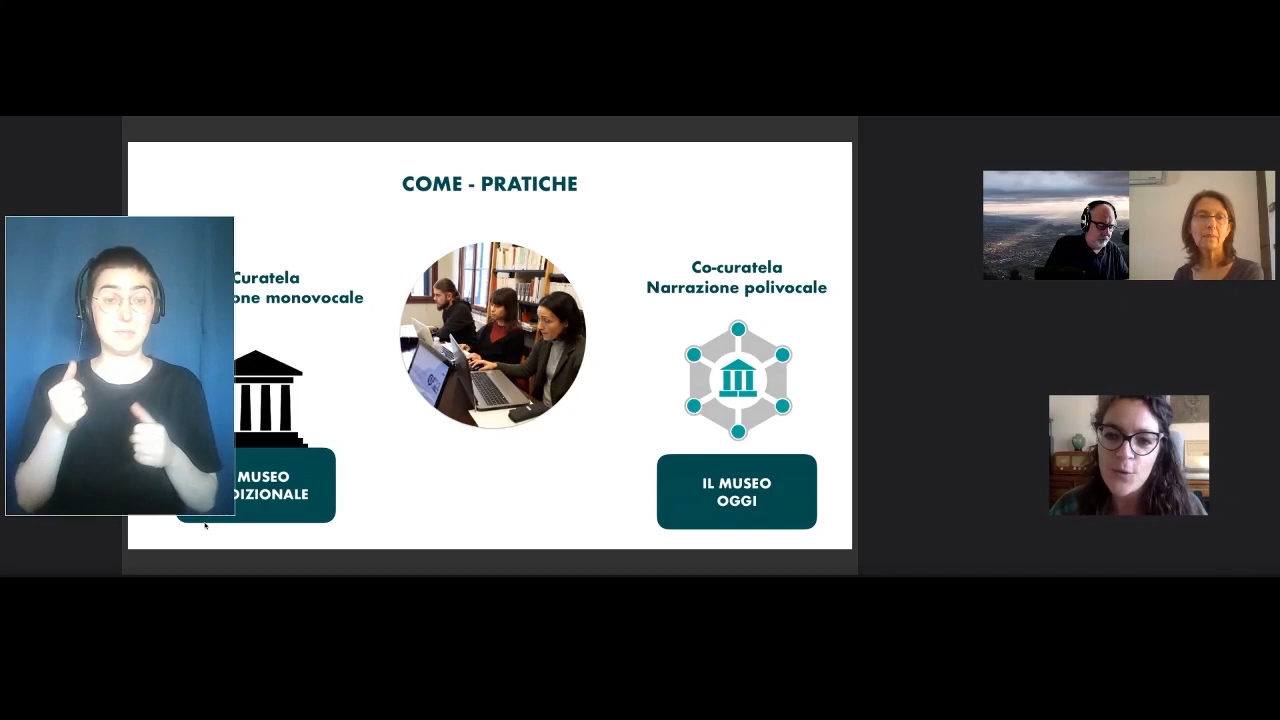 COME - PRATICHE
Curatela
one monovocale
MUSEO
DIZIONALE
Co-curatela
Narrazione polivocale
IL MUSEO
OGGI